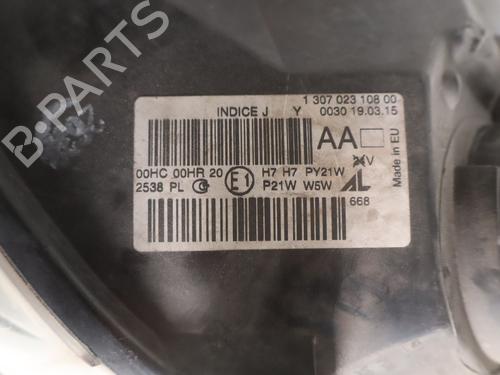 B-PARTS
1 307 023 108 00
INDICE J Y 0030 19.03.15
AA
00HC 00HR 20 E1 H7 H7 PY21W
2538 PL P21W W5W AL
V
668
Made in EU